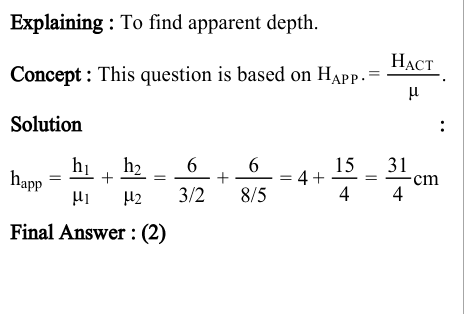 Explaining : To find apparent depth.
Concept : This question is based on H_APP. = H_ACT / μ .
Solution :
h_app = h₁/μ₁ + h₂/μ₂ = 6/(3/2) + 6/(8/5) = 4 + 15/4 = 31/4 cm
Final Answer : (2)